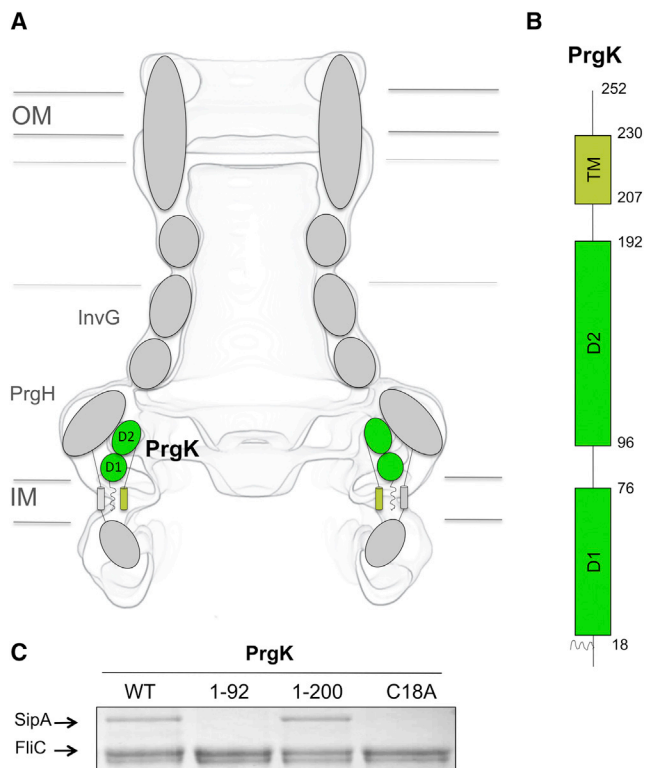 A
OM
InvG
PrgH
D2
D1
PrgK
IM
B
PrgK
252
230
TM
207
192
D2
96
76
D1
18
C
PrgK
WT 1-92 1-200 C18A
SipA
FliC